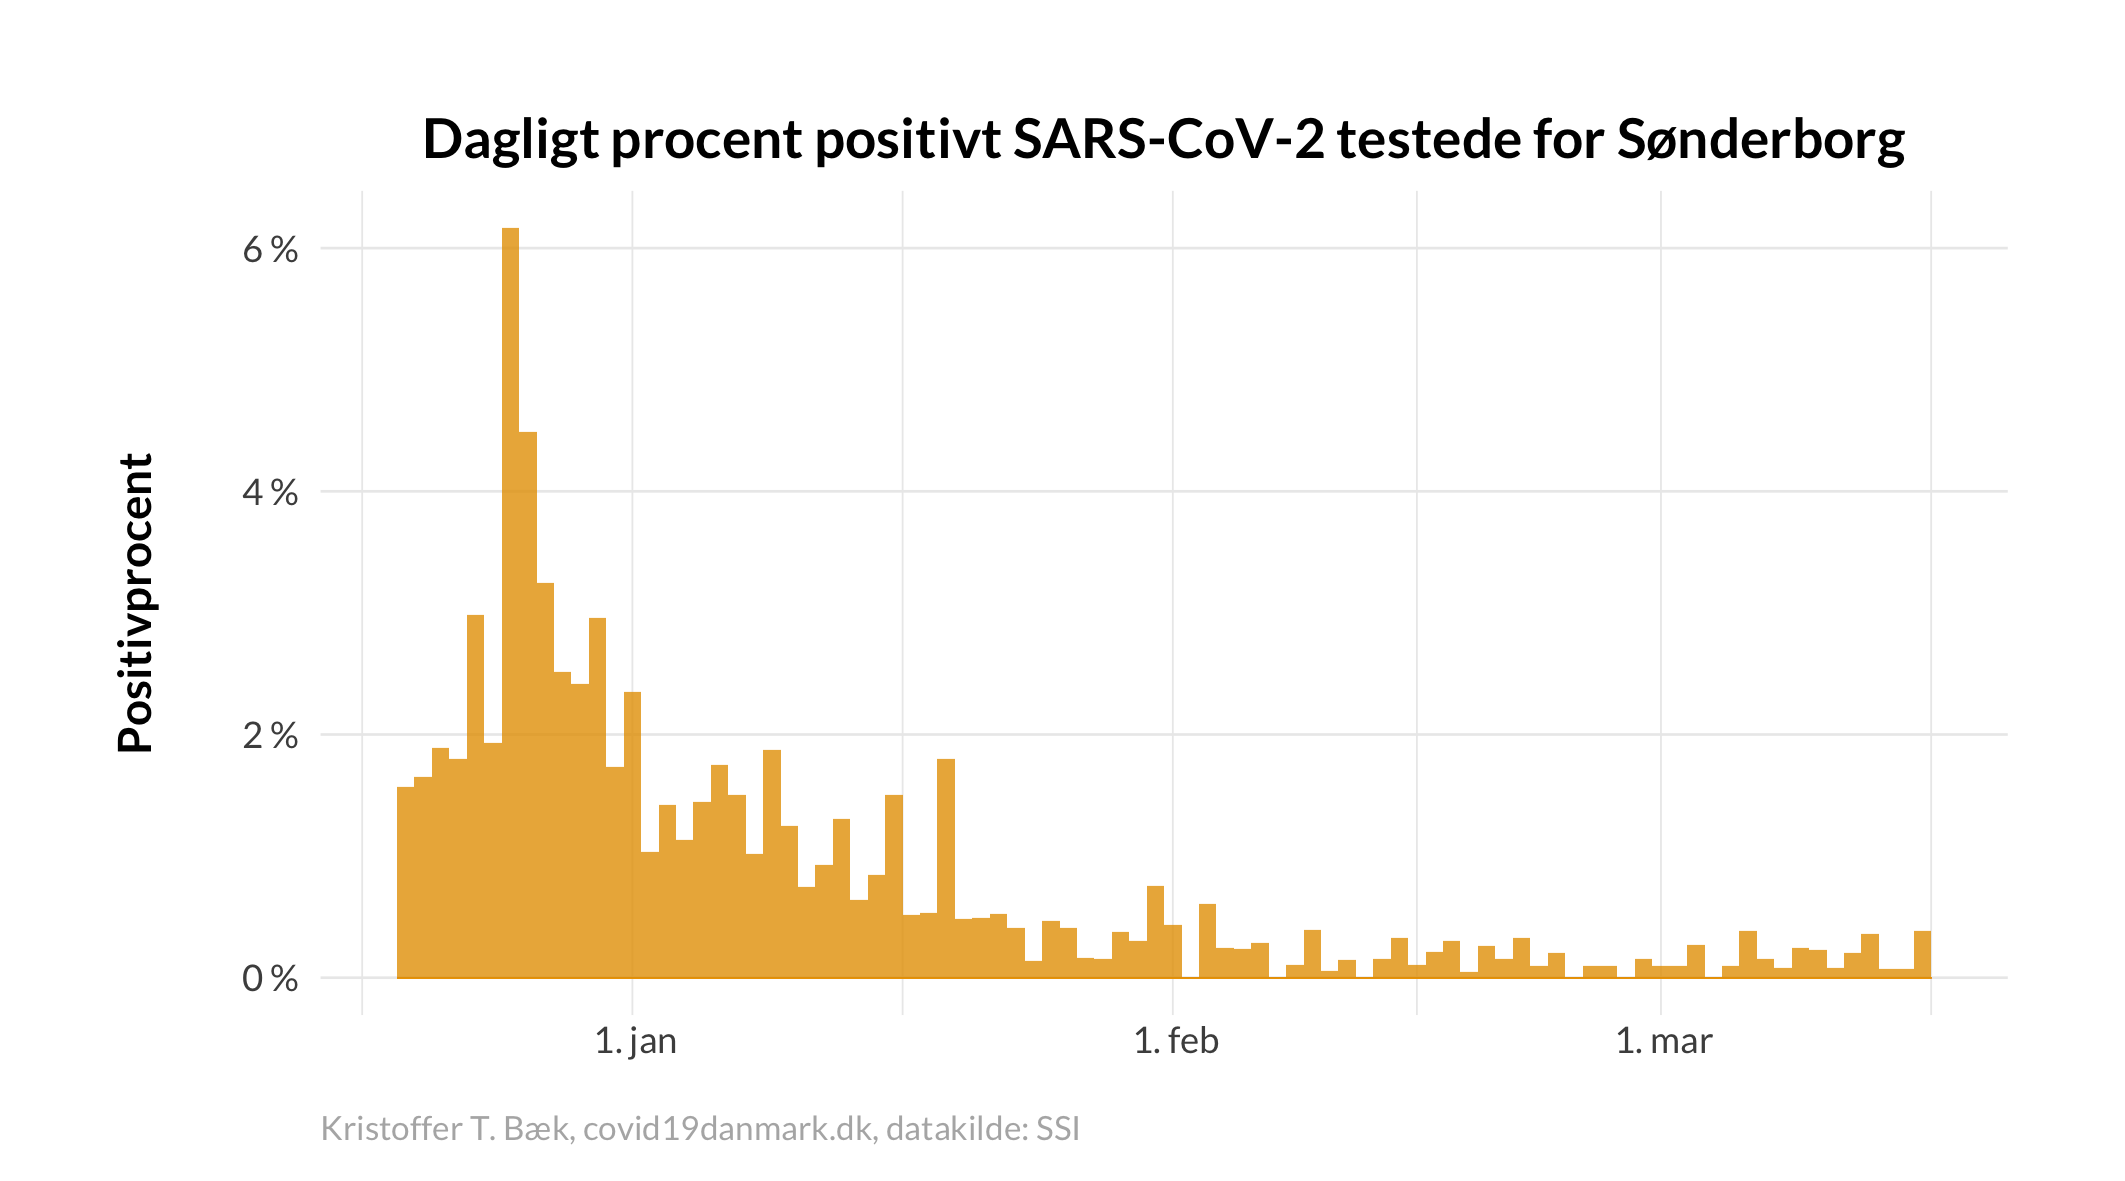 Dagligt procent positivt SARS-CoV-2 testede for Sønderborg
Positivprocent
6 %
4 %
2 %
0 %
1. jan
1. feb
1. mar
Kristoffer T. Bæk, covid19danmark.dk, datakilde: SSI